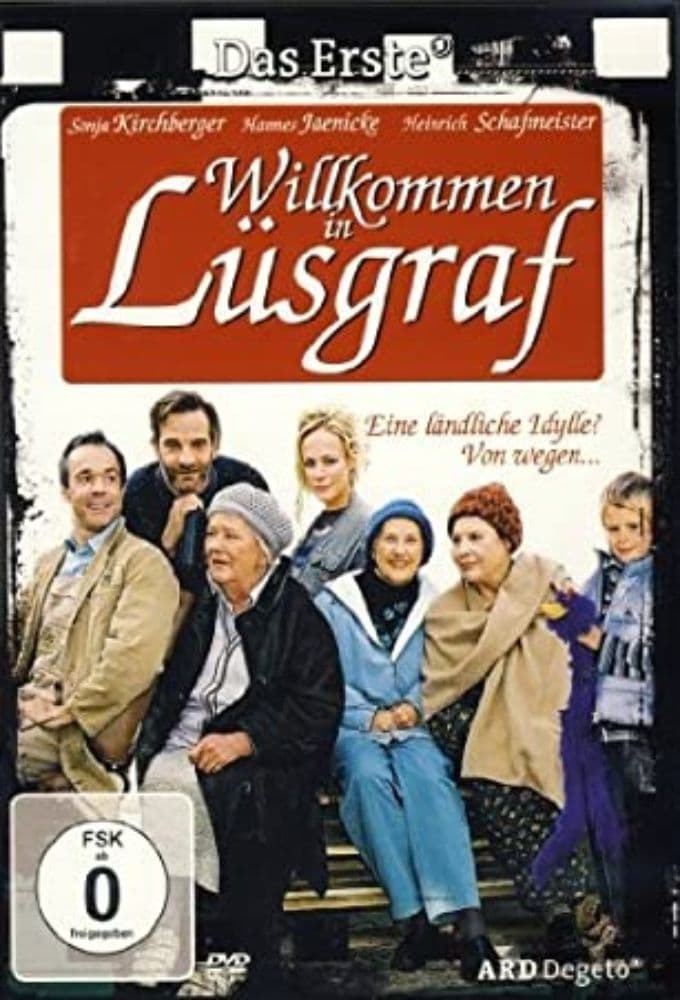 Das Erste
Sonja Kirchberger Hannes Jaenicke Heinrich Schafmeister
Willkommen
in
Lüsgraf
Eine ländliche Idylle?
Von wegen...
FSK
ab
0
freigegeben
DVD
ARD Degeto